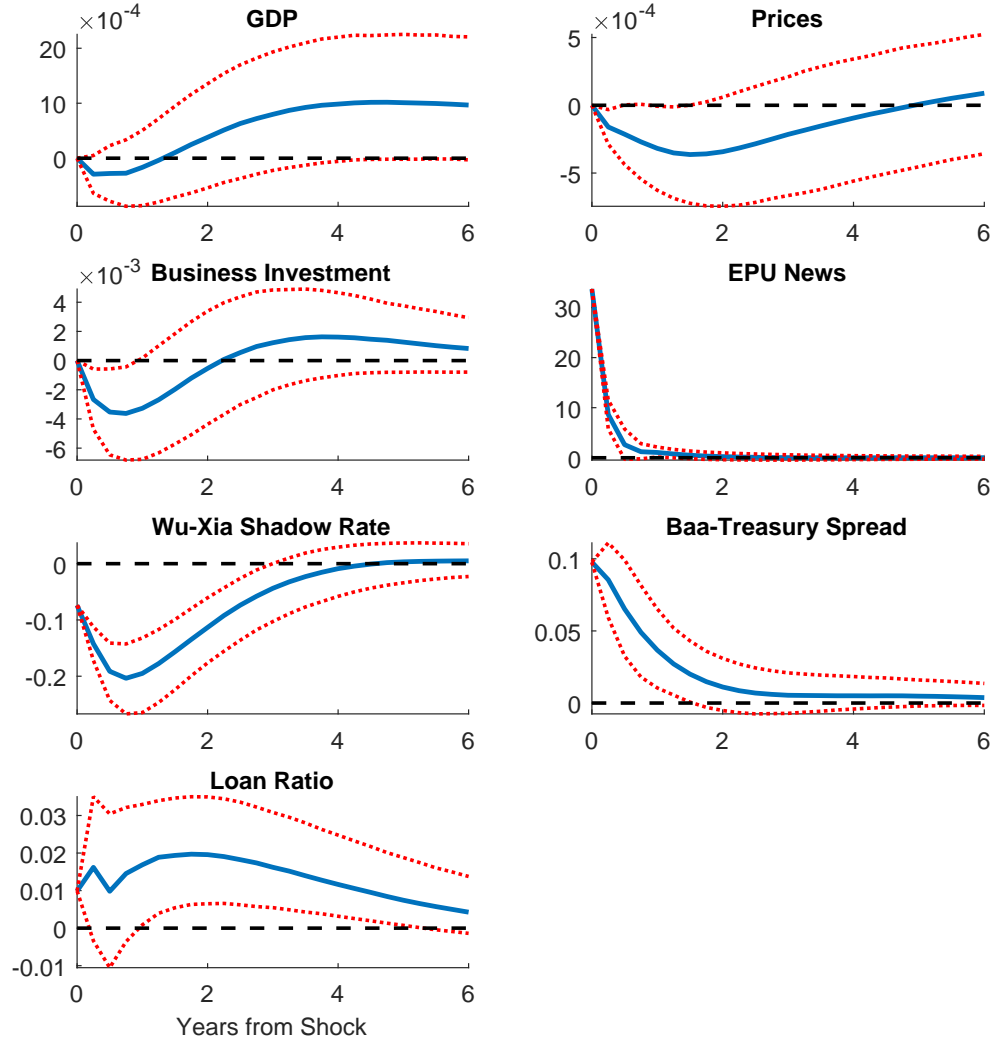 ×10⁻⁴ GDP
20
10
0
0 2 4 6
×10⁻⁴ Prices
5
0
-5
0 2 4 6
×10⁻³ Business Investment
4
2
0
-2
-4
-6
0 2 4 6
EPU News
30
20
10
0
0 2 4 6
Wu-Xia Shadow Rate
0
-0.1
-0.2
0 2 4 6
Baa-Treasury Spread
0.1
0.05
0
0 2 4 6
Loan Ratio
0.03
0.02
0.01
0
-0.01
0 2 4 6
Years from Shock